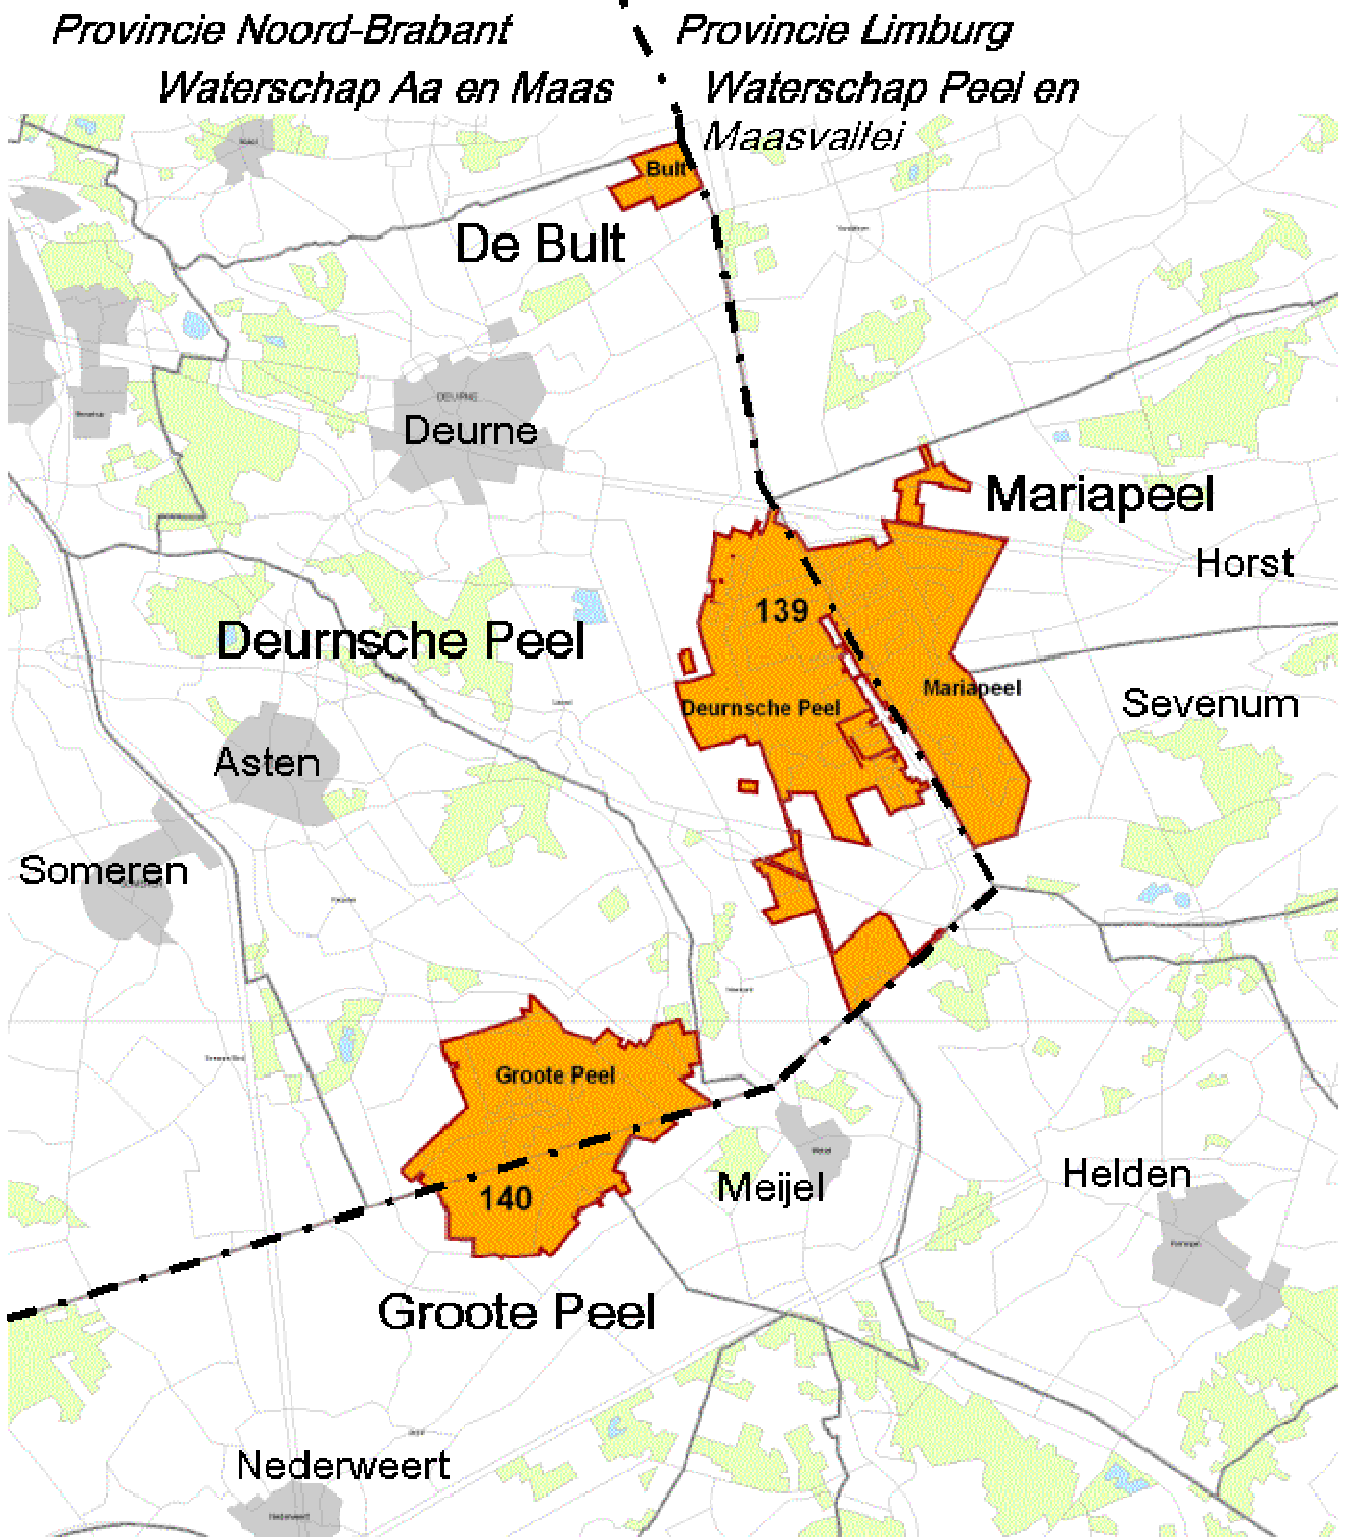 Provincie Noord-Brabant
Provincie Limburg
Waterschap Aa en Maas
Waterschap Peel en
Maasvallei
Bult
De Bult
DEURNE
Deurne
Mariapeel
Horst
139
Deurnsche Peel
Mariapeel
Deurnsche Peel
Sevenum
Asten
Someren
Groote Peel
140
Meijel
Helden
Groote Peel
Nederweert